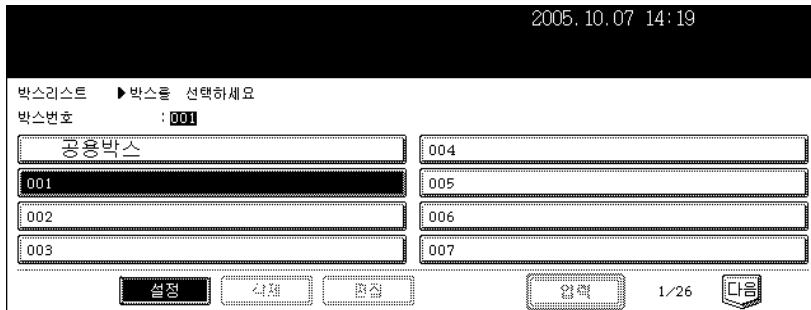 2005.10.07 14:19
박스리스트 ▶박스를 선택하세요
박스번호 : 001
공용박스 004
001 005
002 006
003 007
설정 삭제 편집 입력 1/26 다음